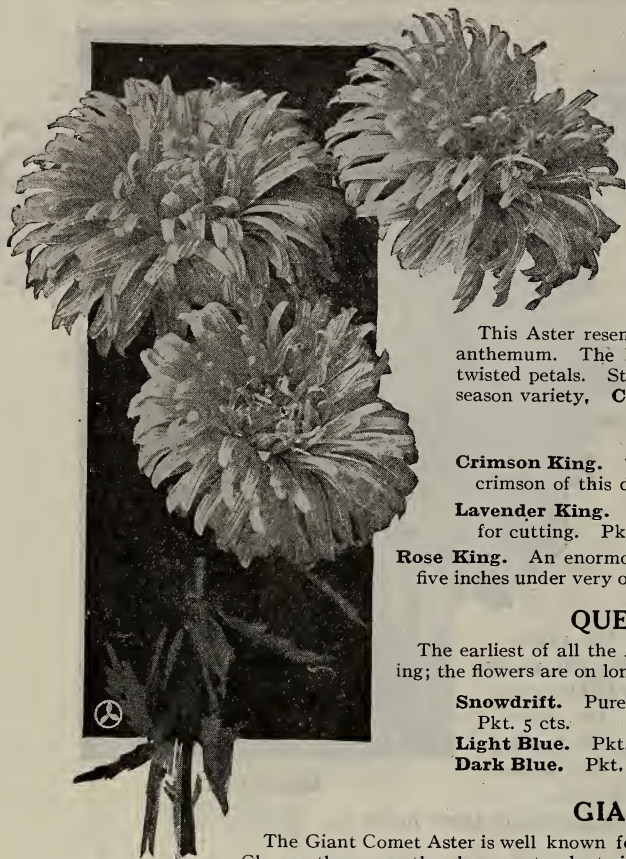 This Aster resen
anthemum. The
twisted petals. St
season variety, C
Crimson King.
crimson of this c
Lavender King.
for cutting. Pk
Rose King. An enormo
five inches under very o
QUE
The earliest of all the
ing; the flowers are on lon
Snowdrift. Pure
Pkt. 5 cts.
Light Blue. Pkt.
Dark Blue. Pkt.
GIA
The Giant Comet Aster is well known fo